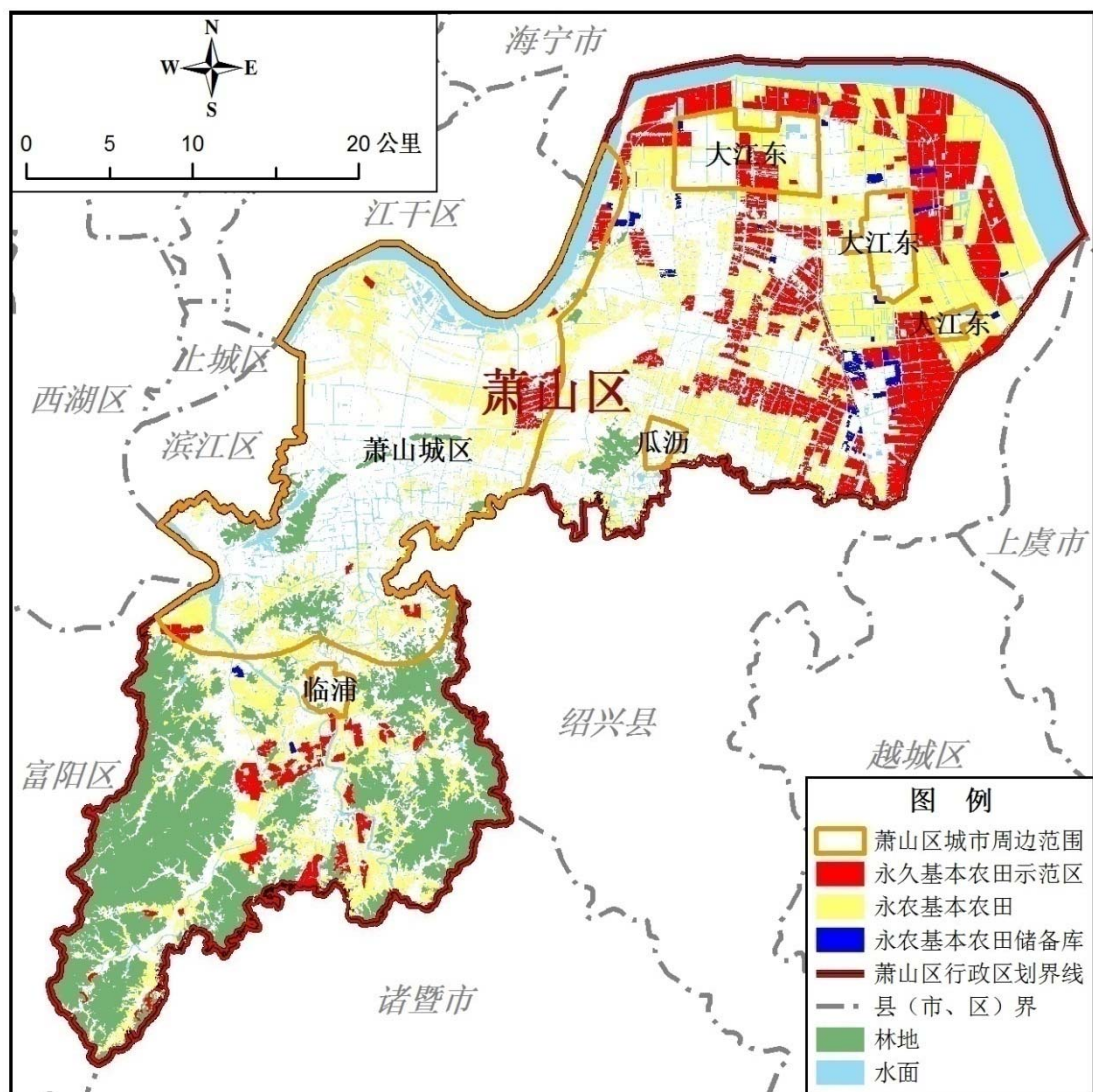 N
W E
S
0 5 10 20 公里
海宁市
江干区
大江东
大江东
大江东
上城区
西湖区
滨江区
萧山区
萧山城区
瓜沥
上虞市
临浦
绍兴县
越城区
富阳区
诸暨市
图 例
萧山区城市周边范围
永久基本农田示范区
永农基本农田
永农基本农田储备库
萧山区行政区划界线
县（市、区）界
林地
水面